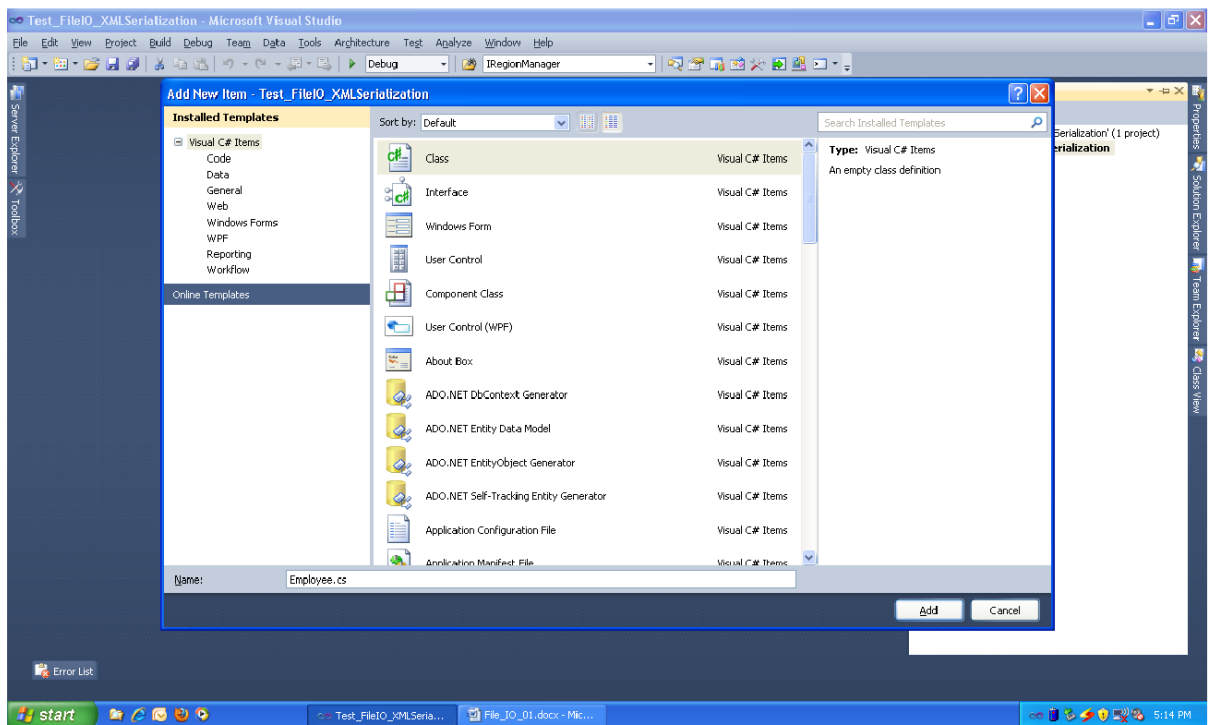 Test_FileIO_XMLSerialization - Microsoft Visual Studio
File Edit View Project Build Debug Team Data Tools Architecture Test Analyze Window Help
Debug IRegionManager
Server Explorer
Toolbox
Add New Item - Test_FileIO_XMLSerialization
Installed Templates
Visual C# Items
Code
Data
General
Web
Windows Forms
WPF
Reporting
Workflow
Online Templates
Sort by: Default
Search Installed Templates
Class Visual C# Items
Interface Visual C# Items
Windows Form Visual C# Items
User Control Visual C# Items
Component Class Visual C# Items
User Control (WPF) Visual C# Items
About Box Visual C# Items
ADO.NET DbContext Generator Visual C# Items
ADO.NET Entity Data Model Visual C# Items
ADO.NET EntityObject Generator Visual C# Items
ADO.NET Self-Tracking Entity Generator Visual C# Items
Application Configuration File Visual C# Items
Application Manifest File Visual C# Items
Type: Visual C# Items
An empty class definition
Name: Employee.cs
Add Cancel
Serialization' (1 project)
erialization
Properties
Solution Explorer
Team Explorer
Class View
Error List
start
Test_FileIO_XMLSeria...
File_IO_01.docx - Mic...
5:14 PM